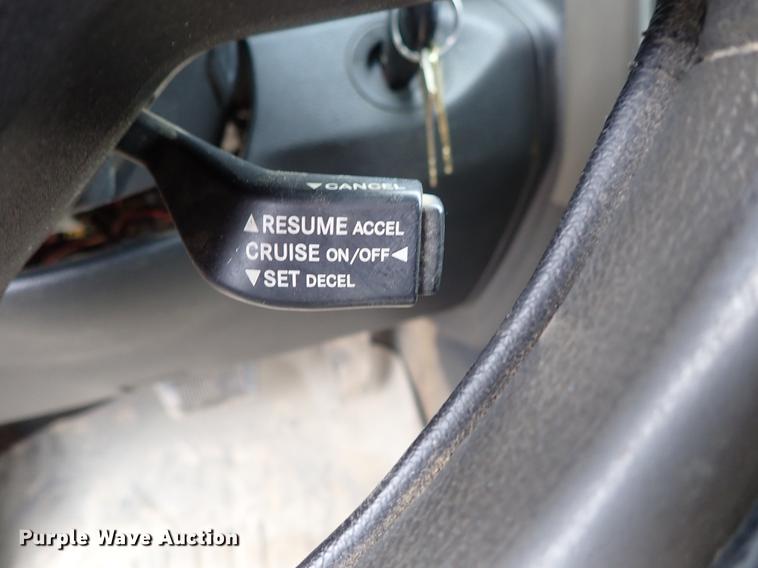 ▼CANCEL
▲RESUME ACCEL
CRUISE ON/OFF◀
▼SET DECEL
Purple Wave Auction